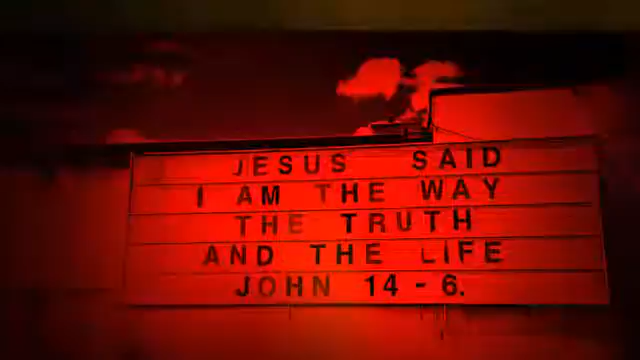 JESUS SAID
I AM THE WAY
THE TRUTH
AND THE LIFE
JOHN 14 - 6.